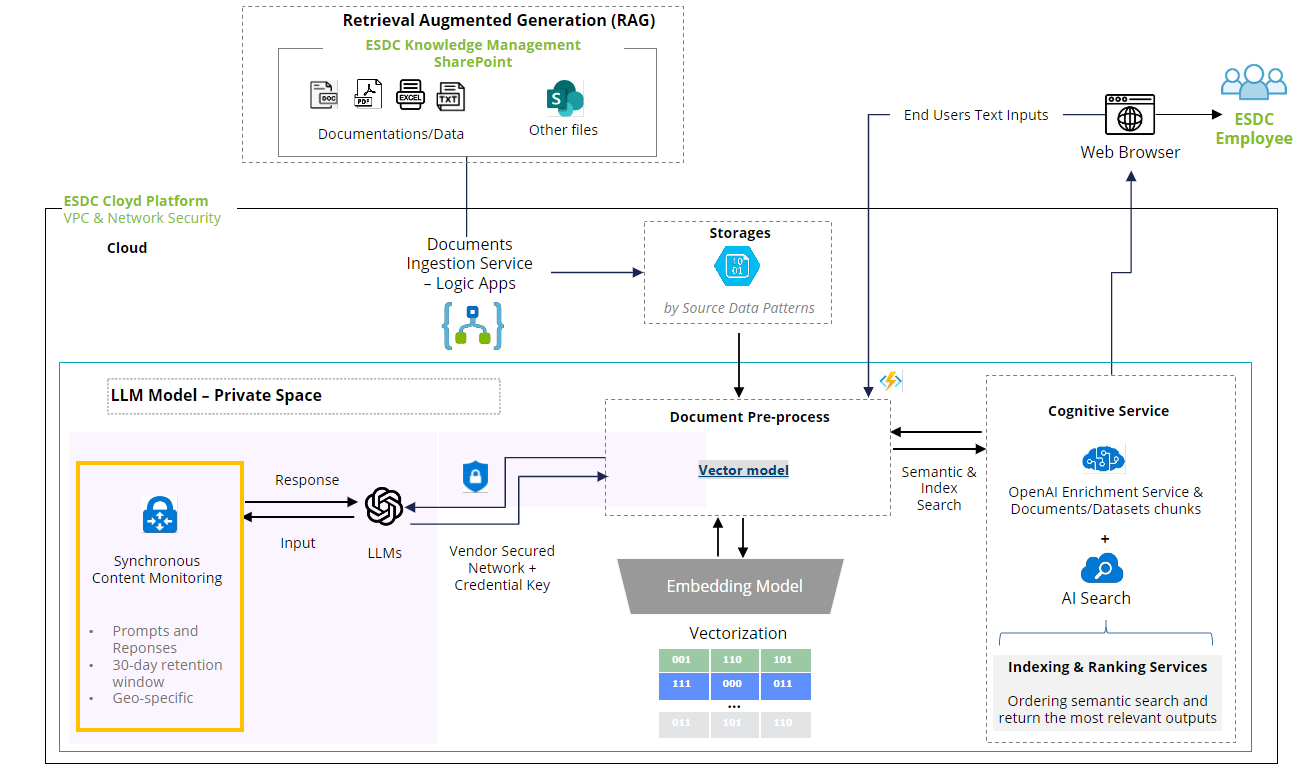 Retrieval Augmented Generation (RAG)
ESDC Knowledge Management
SharePoint
DOC
PDF
EXCEL
TXT
S
Documentations/Data
Other files
End Users Text Inputs
Web Browser
ESDC
Employee
ESDC Cloyd Platform
VPC & Network Security
Cloud
Documents
Ingestion Service
– Logic Apps
Storages
10
01
by Source Data Patterns
LLM Model – Private Space
Document Pre-process
Vector model
Cognitive Service
OpenAI Enrichment Service &
Documents/Datasets chunks
+
AI Search
Semantic &
Index
Search
Response
Input
LLMs
Synchronous
Content Monitoring
• Prompts and
Reponses
• 30-day retention
window
• Geo-specific
Vendor Secured
Network +
Credential Key
Embedding Model
Vectorization
001 110 101
111 000 011
...
011 101 110
Indexing & Ranking Services
Ordering semantic search and
return the most relevant outputs